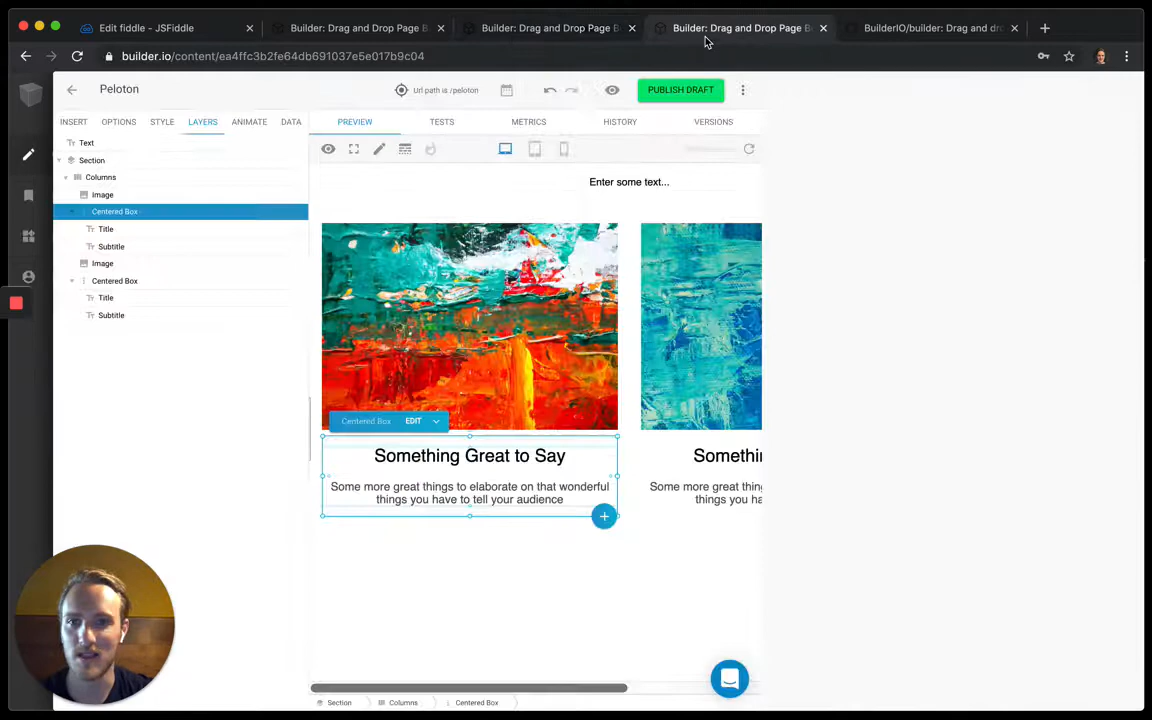 Edit fiddle - JSFiddle
Builder: Drag and Drop Page B
Builder: Drag and Drop Page B
Builder: Drag and Drop Page B
BuilderIO/builder: Drag and dro
builder.io/content/ea4ffc3b2fe64db691037e5e017b9c04
Peloton
Url path is /peloton
PUBLISH DRAFT
INSERT
OPTIONS
STYLE
LAYERS
ANIMATE
DATA
PREVIEW
TESTS
METRICS
HISTORY
VERSIONS
Text
Section
Columns
Image
Centered Box
Title
Subtitle
Image
Centered Box
Title
Subtitle
Enter some text...
Centered Box EDIT
Something Great to Say
Some more great things to elaborate on that wonderful
things you have to tell your audience
Somethin
Some more great thing
things you ha
Section
Columns
Centered Box